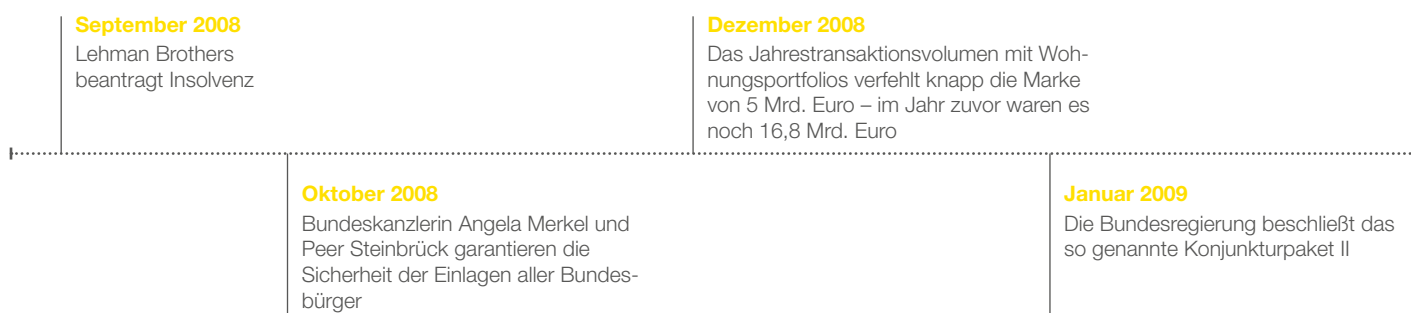 September 2008
Lehman Brothers
beantragt Insolvenz
Oktober 2008
Bundeskanzlerin Angela Merkel und
Peer Steinbrück garantieren die
Sicherheit der Einlagen aller Bundes-
bürger
Dezember 2008
Das Jahrestransaktionsvolumen mit Woh-
nungsportfolios verfehlt knapp die Marke
von 5 Mrd. Euro – im Jahr zuvor waren es
noch 16,8 Mrd. Euro
Januar 2009
Die Bundesregierung beschließt das
so genannte Konjunkturpaket II